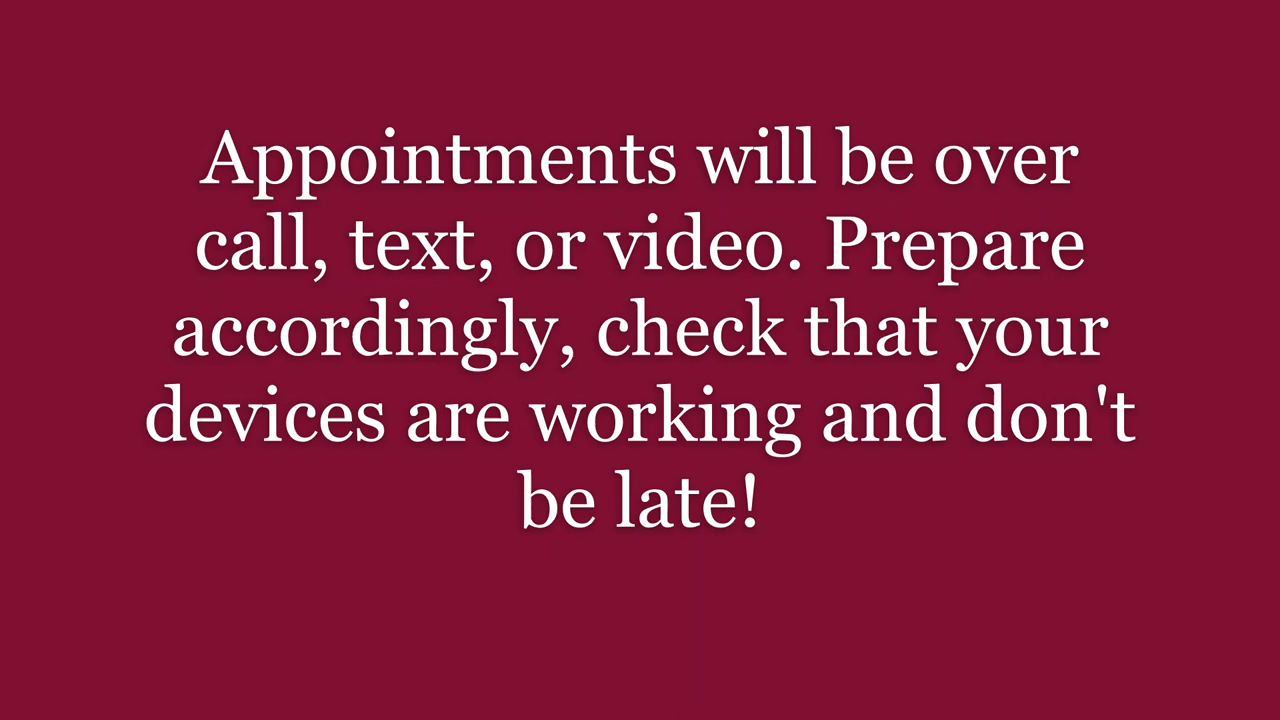 Appointments will be over
call, text, or video. Prepare
accordingly, check that your
devices are working and don't
be late!